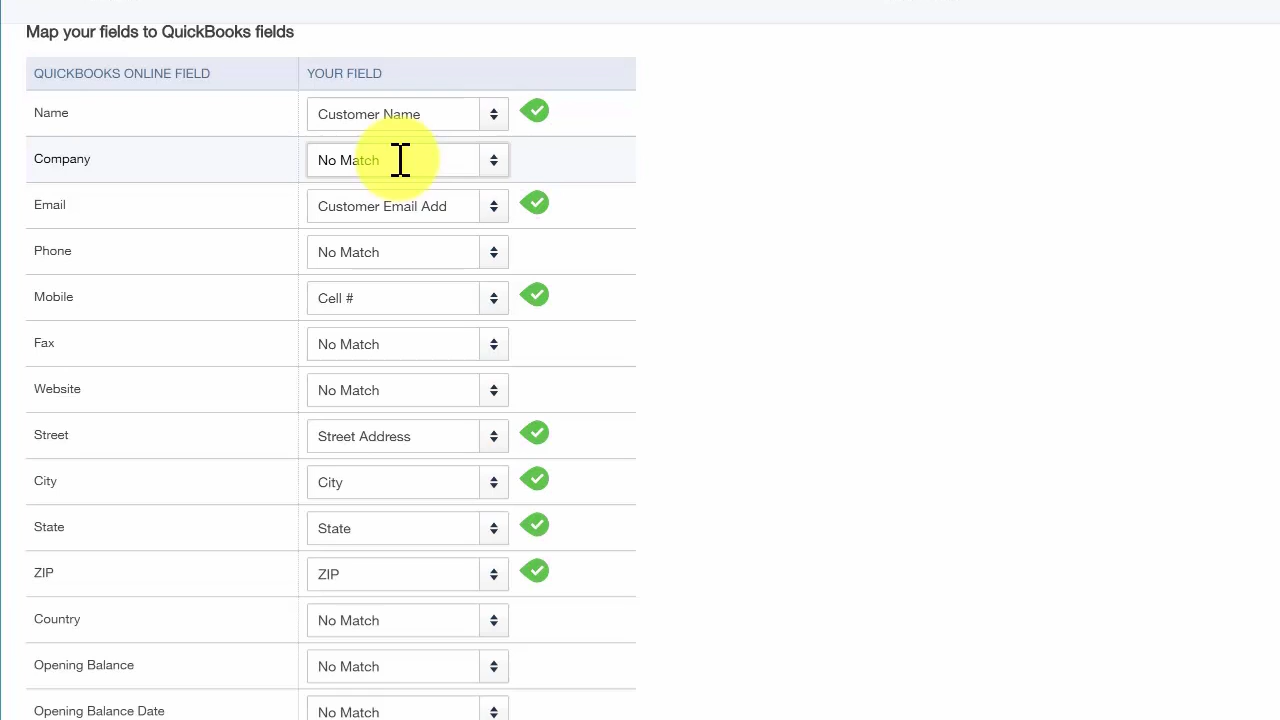 Map your fields to QuickBooks fields
QUICKBOOKS ONLINE FIELD YOUR FIELD
Name Customer Name
Company No Match
Email Customer Email Add
Phone No Match
Mobile Cell #
Fax No Match
Website No Match
Street Street Address
City City
State State
ZIP ZIP
Country No Match
Opening Balance No Match
Opening Balance Date No Match